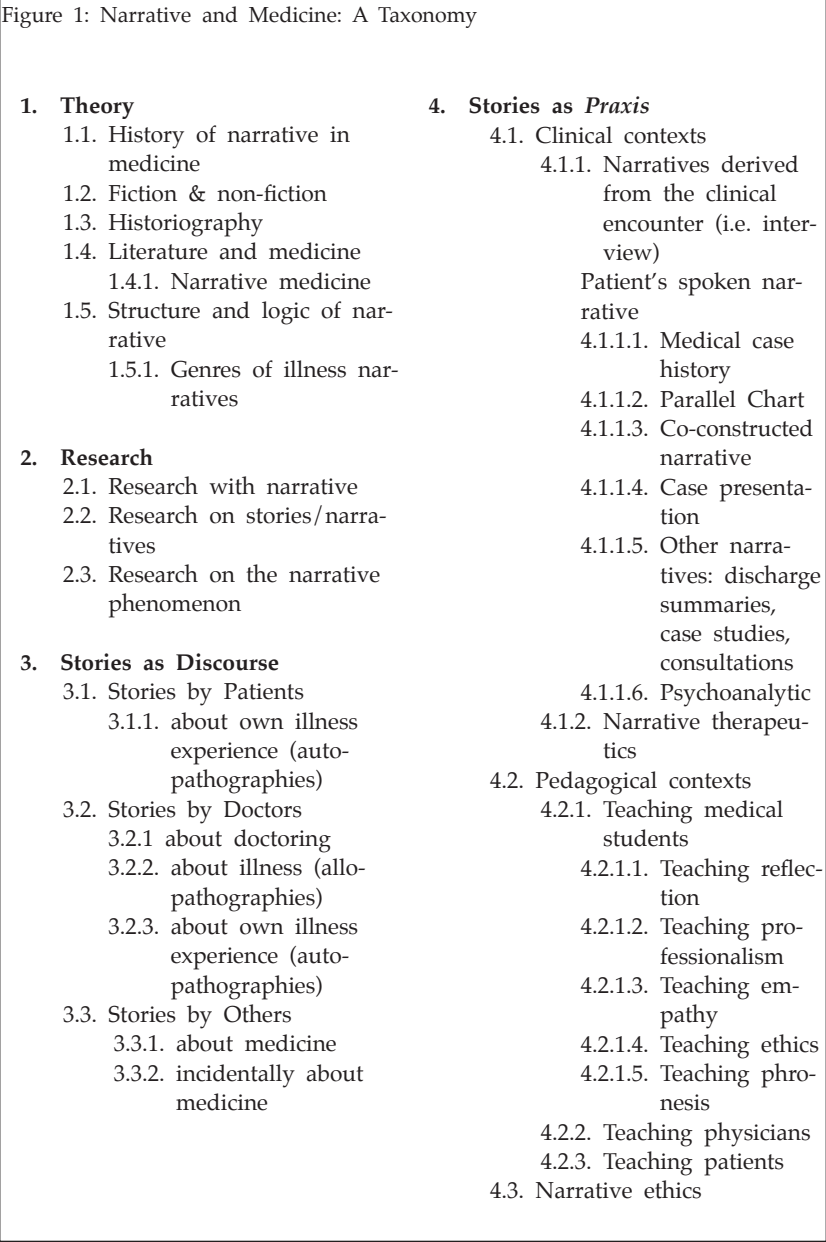 Figure 1: Narrative and Medicine: A Taxonomy
1. Theory
1.1. History of narrative in
medicine
1.2. Fiction & non-fiction
1.3. Historiography
1.4. Literature and medicine
1.4.1. Narrative medicine
1.5. Structure and logic of nar-
rative
1.5.1. Genres of illness nar-
ratives
2. Research
2.1. Research with narrative
2.2. Research on stories/narra-
tives
2.3. Research on the narrative
phenomenon
3. Stories as Discourse
3.1. Stories by Patients
3.1.1. about own illness
experience (auto-
pathographies)
3.2. Stories by Doctors
3.2.1 about doctoring
3.2.2. about illness (allo-
pathographies)
3.2.3. about own illness
experience (auto-
pathographies)
3.3. Stories by Others
3.3.1. about medicine
3.3.2. incidentally about
medicine
4. Stories as Praxis
4.1. Clinical contexts
4.1.1. Narratives derived
from the clinical
encounter (i.e. inter-
view)
Patient's spoken nar-
rative
4.1.1.1. Medical case
history
4.1.1.2. Parallel Chart
4.1.1.3. Co-constructed
narrative
4.1.1.4. Case presenta-
tion
4.1.1.5. Other narra-
tives: discharge
summaries,
case studies,
consultations
4.1.1.6. Psychoanalytic
4.1.2. Narrative therapeu-
tics
4.2. Pedagogical contexts
4.2.1. Teaching medical
students
4.2.1.1. Teaching reflec-
tion
4.2.1.2. Teaching pro-
fessionalism
4.2.1.3. Teaching em-
pathy
4.2.1.4. Teaching ethics
4.2.1.5. Teaching phro-
nesis
4.2.2. Teaching physicians
4.2.3. Teaching patients
4.3. Narrative ethics